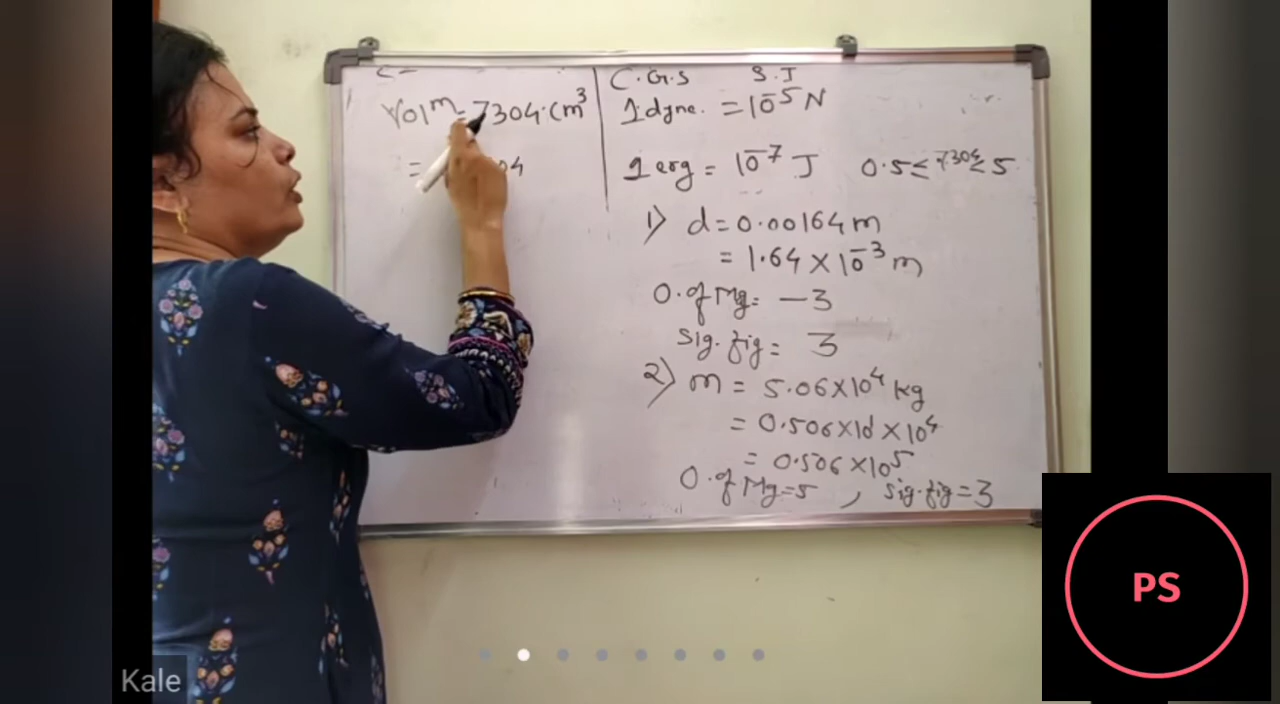 Vol^m = 7304. Cm³
= 04
C.G.S S.I
1 dyne. = 10⁻⁵ N
1 erg = 10⁻⁷ J 0.5 ≤ 7304 ≤ 5
1) d = 0.00164 m
= 1.64 × 10⁻³ m
O. of Mg = −3
Sig. fig = 3
2) m = 5.06 × 10⁴ kg
= 0.506 × 10¹ × 10⁴
= 0.506 × 10⁵
O. of Mg = 5 , Sig. fig = 3
PS
Kale